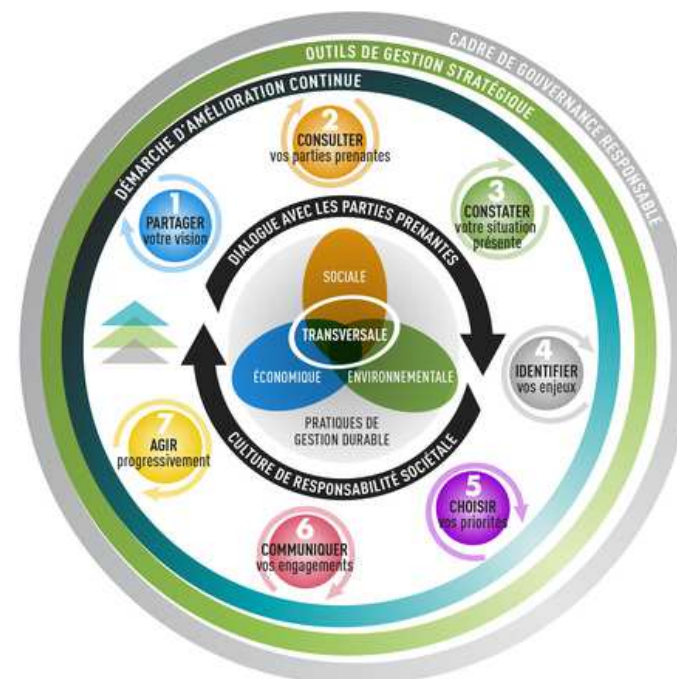 CADRE DE GOUVERNANCE RESPONSABLE
OUTILS DE GESTION STRATÉGIQUE
DÉMARCHE D'AMÉLIORATION CONTINUE
1
PARTAGER
votre vision
2
CONSULTER
vos parties prenantes
3
CONSTATER
votre situation
présente
4
IDENTIFIER
vos enjeux
5
CHOISIR
vos priorités
6
COMMUNIQUER
vos engagements
7
AGIR
progressivement
DIALOGUE AVEC LES PARTIES PRENANTES
SOCIALE
TRANSVERSALE
ÉCONOMIQUE
ENVIRONNEMENTALE
PRATIQUES DE
GESTION DURABLE
CULTURE DE RESPONSABILITÉ SOCIÉTALE